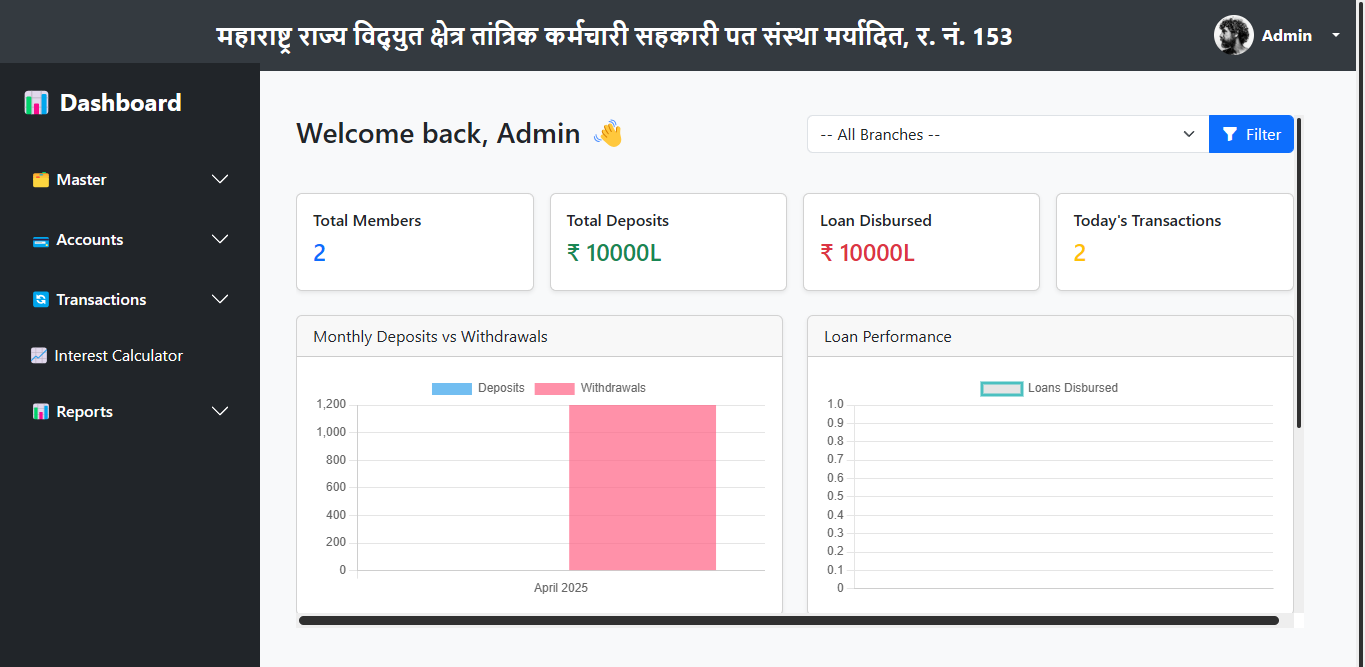 महाराष्ट्र राज्य विद्युत क्षेत्र तांत्रिक कर्मचारी सहकारी पत संस्था मर्यादित, र. नं. 153
Admin
Dashboard
Master
Accounts
Transactions
Interest Calculator
Reports
Welcome back, Admin
-- All Branches --
Filter
Total Members
2
Total Deposits
₹ 10000L
Loan Disbursed
₹ 10000L
Today's Transactions
2
Monthly Deposits vs Withdrawals
Deposits Withdrawals
1,200
1,000
800
600
400
200
0
April 2025
Loan Performance
Loans Disbursed
1.0
0.9
0.8
0.7
0.6
0.5
0.4
0.3
0.2
0.1
0